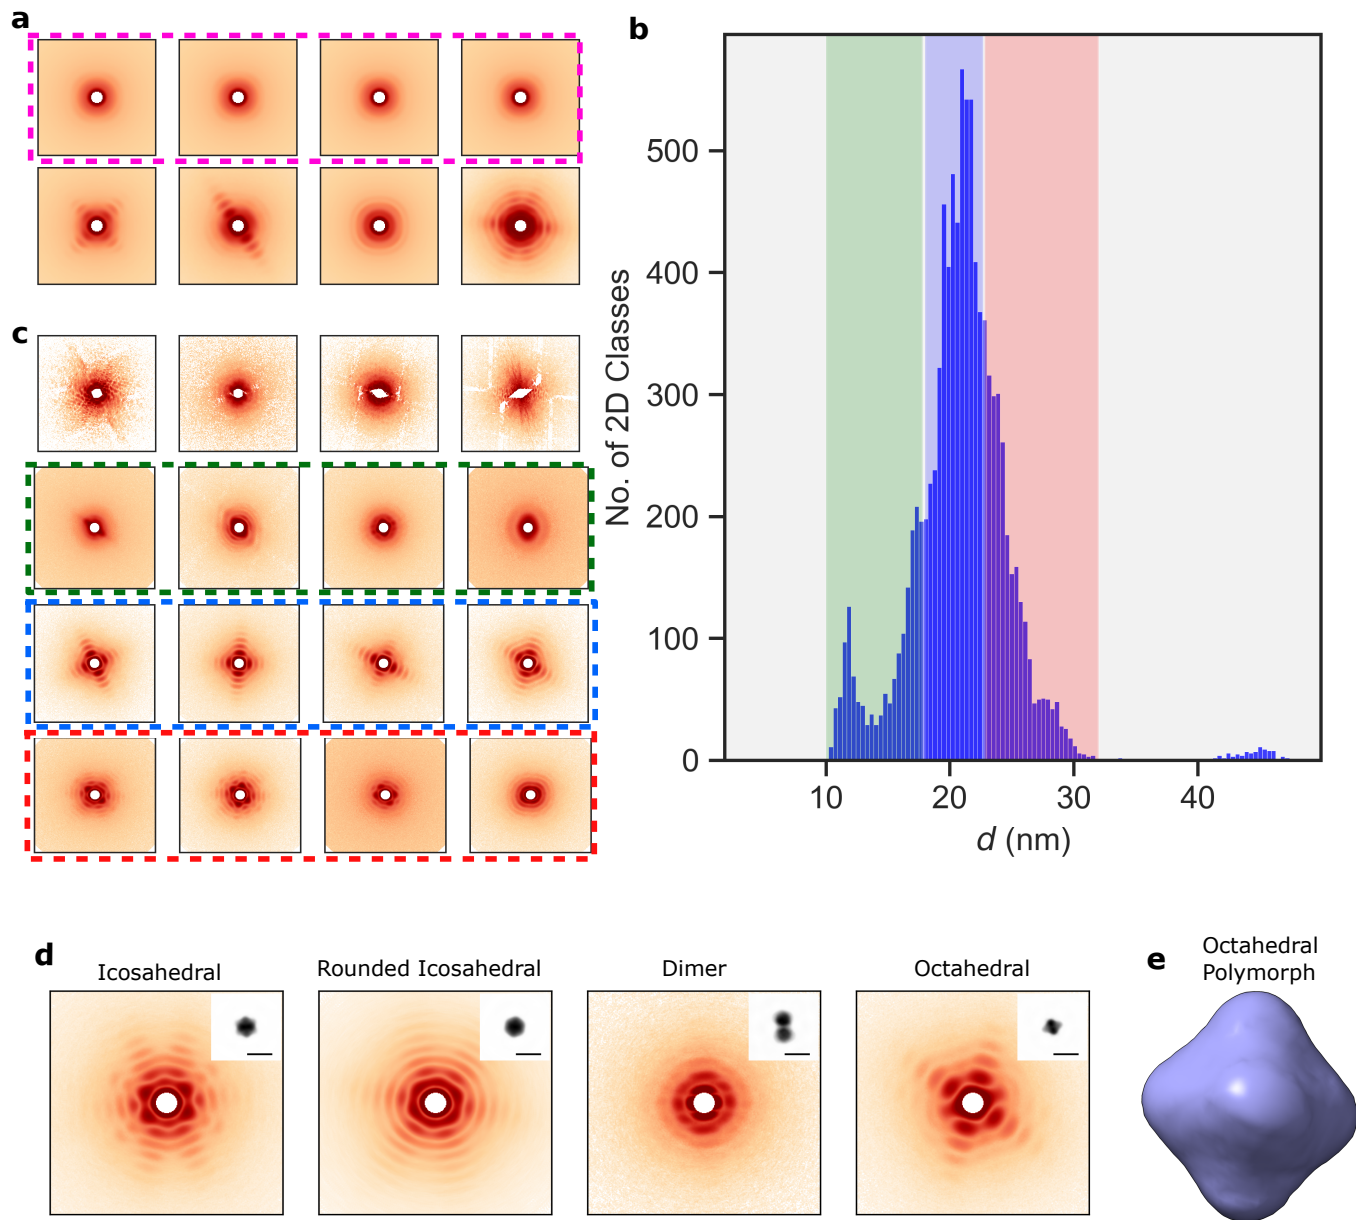 a
b
No. of 2D Classes
500
400
300
200
100
0
10
20
30
40
d (nm)
c
d
Icosahedral
Rounded Icosahedral
Dimer
Octahedral
e
Octahedral
Polymorph